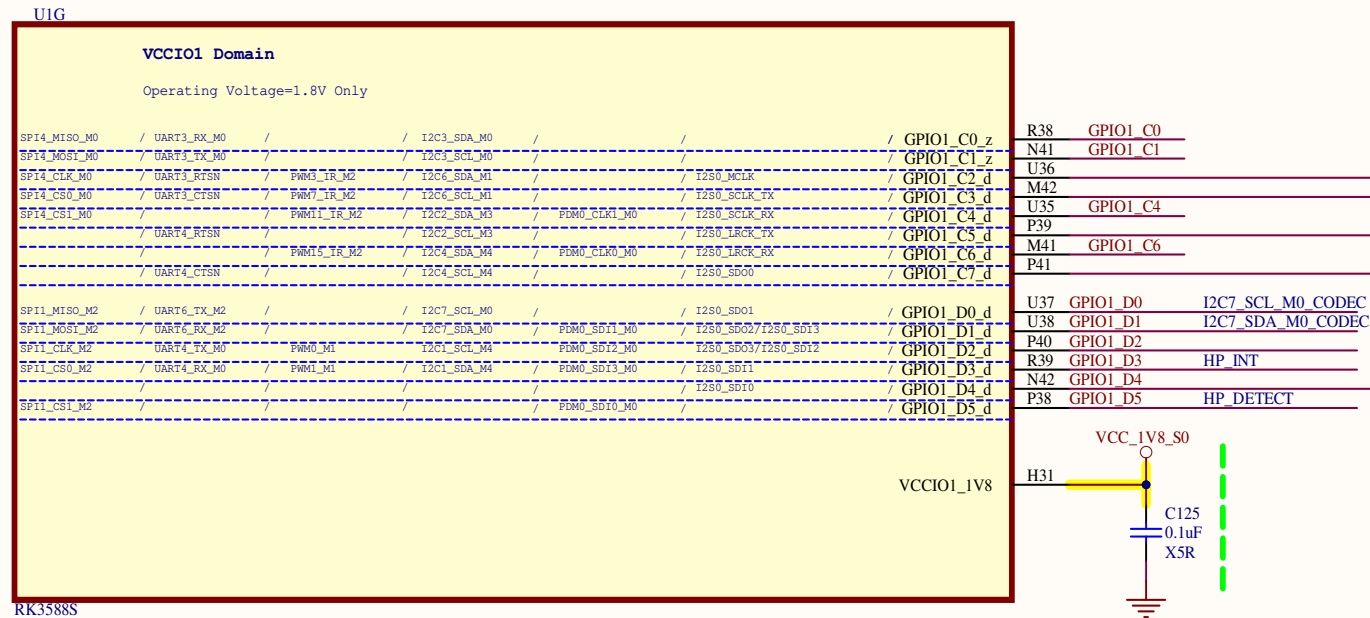 U1G
VCCIO1 Domain
Operating Voltage=1.8V Only
SPI4_MISO_M0 / UART3_RX_M0 / / I2C3_SDA_M0 / / / GPIO1_C0_z R38 GPIO1_C0
SPI4_MOSI_M0 / UART3_TX_M0 / / I2C3_SCL_M0 / / / GPIO1_C1_z N41 GPIO1_C1
SPI4_CLK_M0 / UART3_RTSN / PWM3_IR_M2 / I2C6_SDA_M1 / / I2S0_MCLK / GPIO1_C2_d U36
SPI4_CS0_M0 / UART3_CTSN / PWM7_IR_M2 / I2C6_SCL_M1 / / I2S0_SCLK_TX / GPIO1_C3_d M42
SPI4_CS1_M0 / / PWM11_IR_M2 / I2C2_SDA_M3 / PDM0_CLK1_M0 / I2S0_SCLK_RX / GPIO1_C4_d U35 GPIO1_C4
/ UART4_RTSN / / I2C2_SCL_M3 / / I2S0_LRCK_TX / GPIO1_C5_d P39
/ / PWM15_IR_M2 / I2C4_SDA_M4 / PDM0_CLK0_M0 / I2S0_LRCK_RX / GPIO1_C6_d M41 GPIO1_C6
/ UART4_CTSN / / I2C4_SCL_M4 / / I2S0_SDO0 / GPIO1_C7_d P41
SPI1_MISO_M2 / UART6_TX_M2 / / I2C7_SCL_M0 / / I2S0_SDO1 / GPIO1_D0_d U37 GPIO1_D0 I2C7_SCL_M0_CODEC
SPI1_MOSI_M2 / UART6_RX_M2 / / I2C7_SDA_M0 / PDM0_SDI1_M0 / I2S0_SDO2/I2S0_SDI3 / GPIO1_D1_d U38 GPIO1_D1 I2C7_SDA_M0_CODEC
SPI1_CLK_M2 / UART4_TX_M0 / PWM0_M1 / I2C1_SCL_M4 / PDM0_SDI2_M0 / I2S0_SDO3/I2S0_SDI2 / GPIO1_D2_d P40 GPIO1_D2
SPI1_CS0_M2 / UART4_RX_M0 / PWM1_M1 / I2C1_SDA_M4 / PDM0_SDI3_M0 / I2S0_SDI1 / GPIO1_D3_d R39 GPIO1_D3 HP_INT
/ / / / / I2S0_SDI0 / GPIO1_D4_d N42 GPIO1_D4
SPI1_CS1_M2 / / / / PDM0_SDI0_M0 / / GPIO1_D5_d P38 GPIO1_D5 HP_DETECT
VCC_1V8_S0
VCCIO1_1V8 H31
C125
0.1uF
X5R
RK3588S